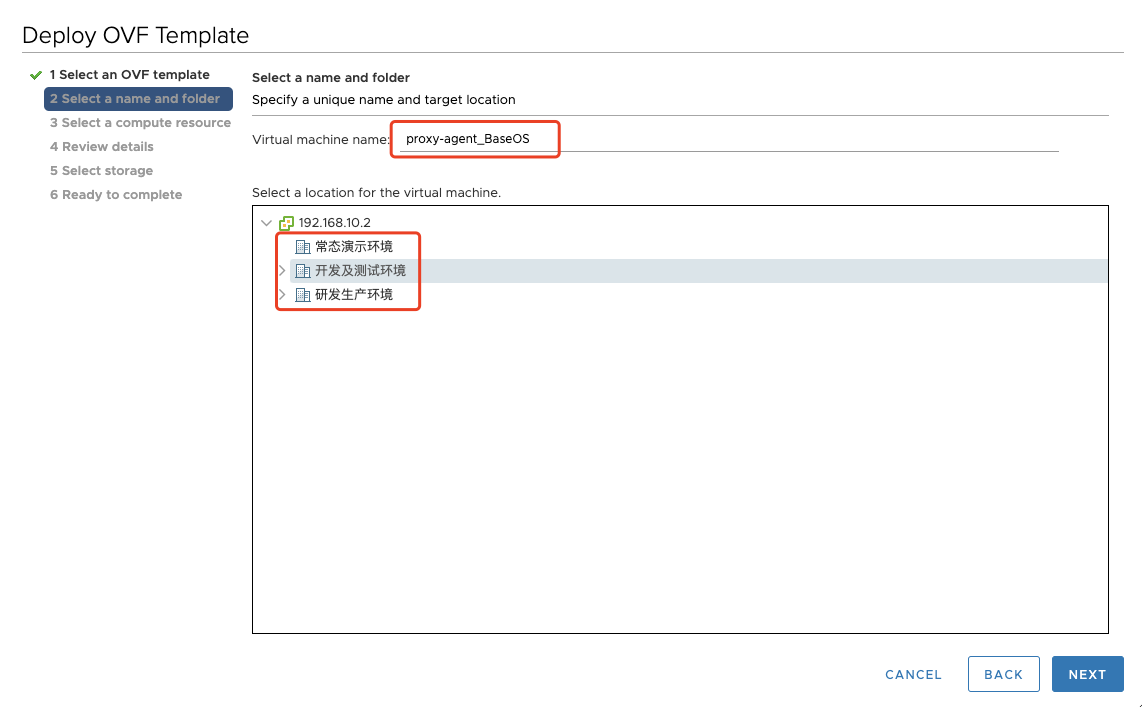 Deploy OVF Template
1 Select an OVF template
2 Select a name and folder
3 Select a compute resource
4 Review details
5 Select storage
6 Ready to complete
Select a name and folder
Specify a unique name and target location
Virtual machine name:
proxy-agent_BaseOS
Select a location for the virtual machine.
192.168.10.2
常态演示环境
开发及测试环境
研发生产环境
CANCEL
BACK
NEXT